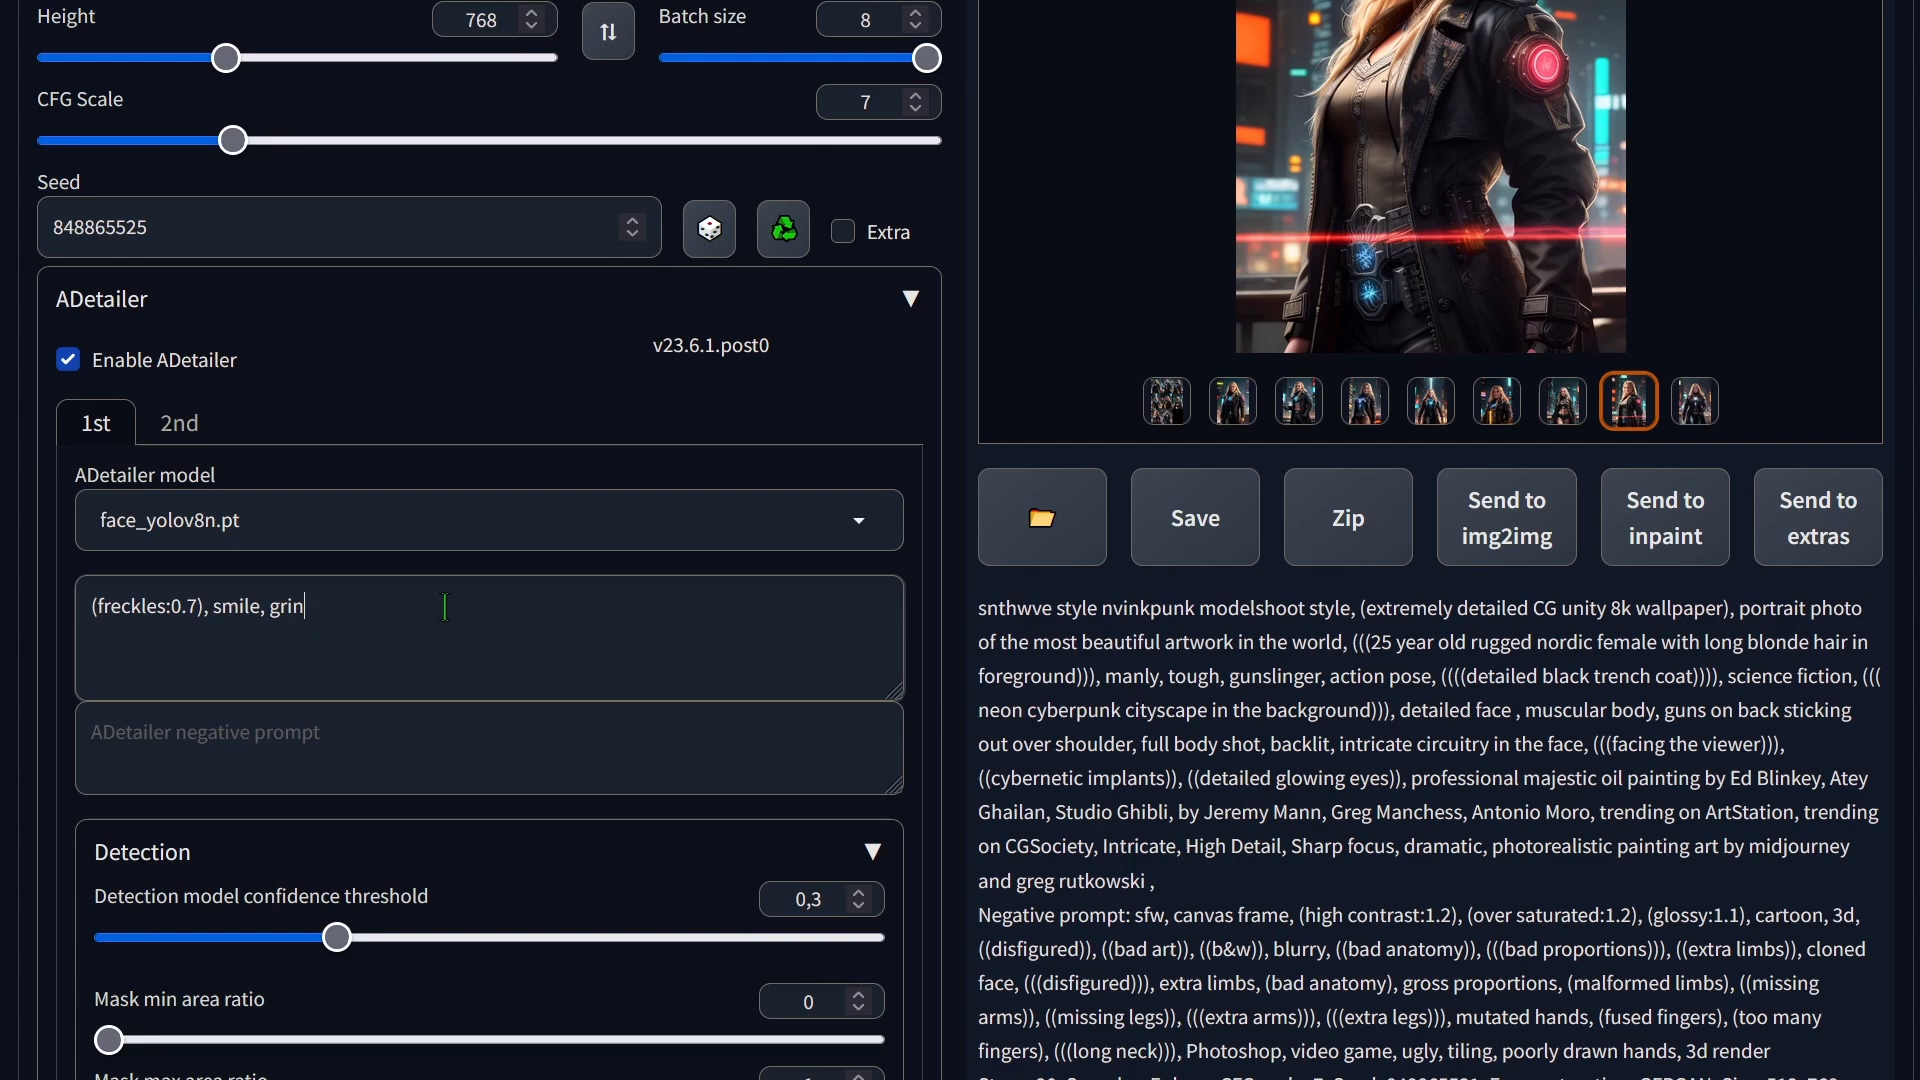 Height
768
Batch size
8
CFG Scale
7
Seed
848865525
Extra
ADetailer
v23.6.1.post0
Enable ADetailer
1st
2nd
ADetailer model
face_yolov8n.pt
(freckles:0.7), smile, grin
ADetailer negative prompt
Detection
Detection model confidence threshold
0,3
Mask min area ratio
0
Mask max area ratio
Save
Zip
Send to
img2img
Send to
inpaint
Send to
extras
snthwve style nvinkpunk modelshoot style, (extremely detailed CG unity 8k wallpaper), portrait photo
of the most beautiful artwork in the world, (((25 year old rugged nordic female with long blonde hair in
foreground))), manly, tough, gunslinger, action pose, ((((detailed black trench coat)))), science fiction, (((
neon cyberpunk cityscape in the background))), detailed face , muscular body, guns on back sticking
out over shoulder, full body shot, backlit, intricate circuitry in the face, (((facing the viewer))),
((cybernetic implants)), ((detailed glowing eyes)), professional majestic oil painting by Ed Blinkey, Atey
Ghailan, Studio Ghibli, by Jeremy Mann, Greg Manchess, Antonio Moro, trending on ArtStation, trending
on CGSociety, Intricate, High Detail, Sharp focus, dramatic, photorealistic painting art by midjourney
and greg rutkowski ,
Negative prompt: sfw, canvas frame, (high contrast:1.2), (over saturated:1.2), (glossy:1.1), cartoon, 3d,
((disfigured)), ((bad art)), ((b&w)), blurry, ((bad anatomy)), (((bad proportions))), ((extra limbs)), cloned
face, (((disfigured))), extra limbs, (bad anatomy), gross proportions, (malformed limbs), ((missing
arms)), ((missing legs)), (((extra arms))), (((extra legs))), mutated hands, (fused fingers), (too many
fingers), (((long neck))), Photoshop, video game, ugly, tiling, poorly drawn hands, 3d render